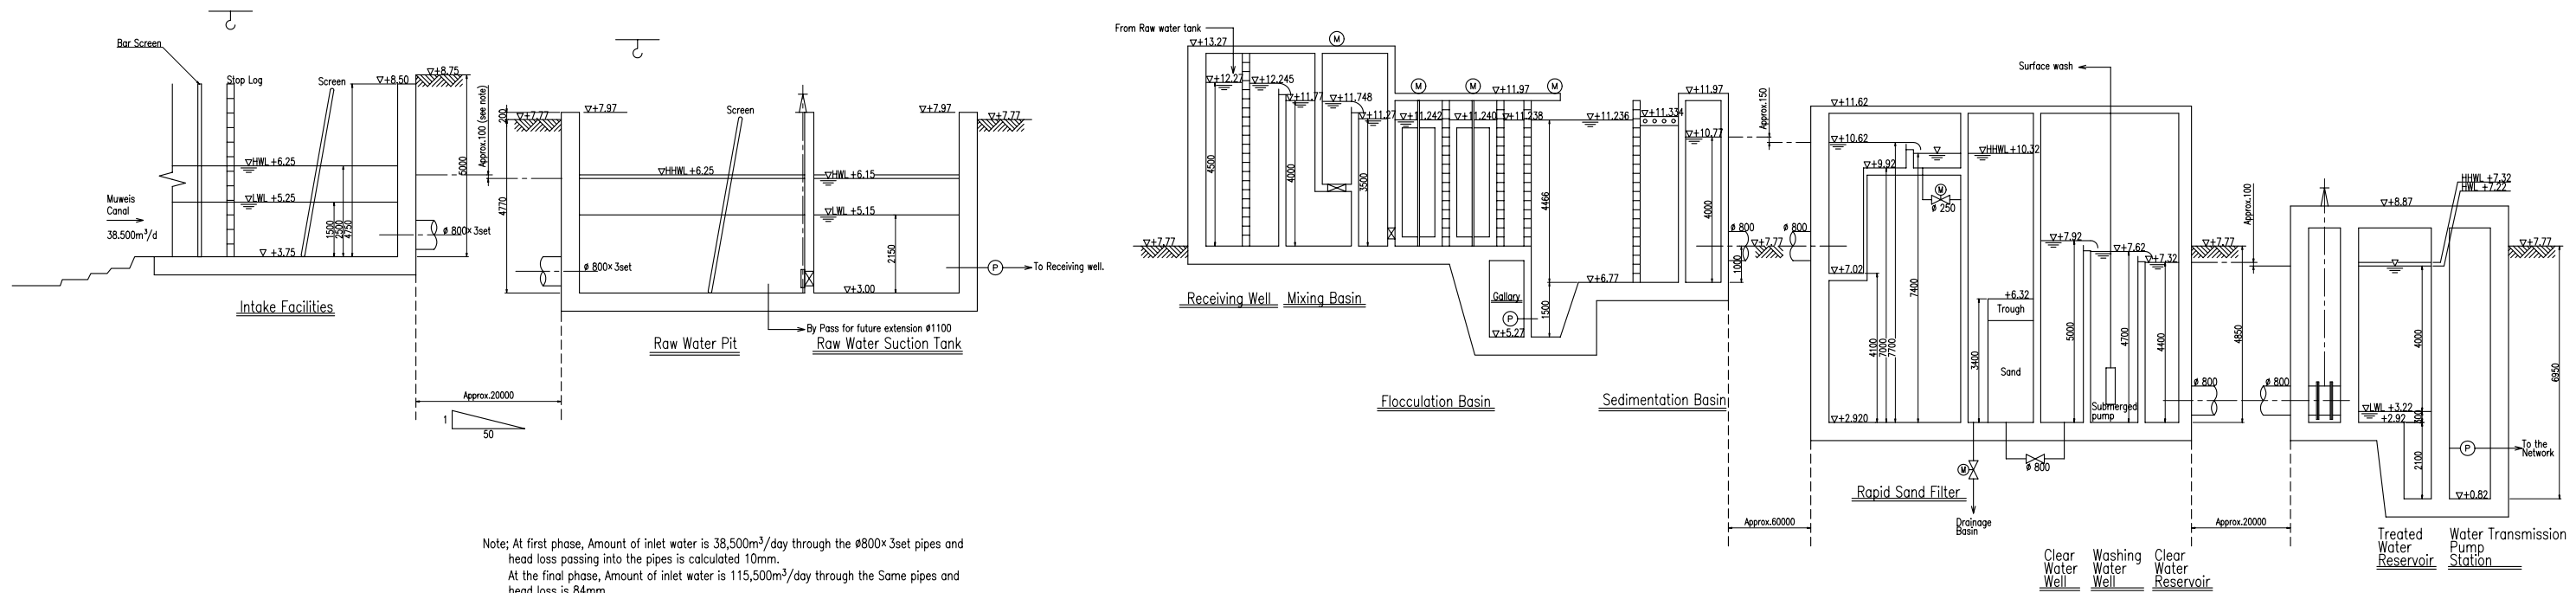 Bar Screen
Stop Log
Screen
▽+8.50
▽+8.75
▽HWL +6.25
▽LWL +5.25
▽ +3.75
Muweis
Canal
38.500m³/d
1500
2500
4750
5000
ø 800×3set
Intake Facilities
Approx.100 (see note)
Approx.20000
1
50
200
4770
▽+7.77
▽+7.97
Screen
▽+7.97
▽+7.77
▽HHWL +6.25
▽HWL +6.15
▽LWL +5.15
2150
ø 800×3set
▽+3.00
P
To Receiving well.
By Pass for future extension ø1100
Raw Water Pit
Raw Water Suction Tank
Note; At first phase, Amount of inlet water is 38,500m³/day through the ø800×3set pipes and
head loss passing into the pipes is calculated 10mm.
At the final phase, Amount of inlet water is 115,500m³/day through the Same pipes and
head loss is 84mm.
From Raw water tank
▽+13.27
M
▽+12.27
▽+12.245
▽+11.77
▽+11.748
▽+11.27
M
M
M
▽+11.97
▽+11.242
▽+11.240
▽+11.238
▽+11.236
▽+11.334
▽+11.97
▽+10.77
4500
4000
3500
4466
4000
1000
1500
▽+7.77
▽+6.77
Gallary
P
▽+5.27
Receiving Well
Mixing Basin
Flocculation Basin
Sedimentation Basin
ø 800
▽+7.77
ø 800
Approx.150
Approx.60000
Surface wash
▽+11.62
▽+10.62
▽+9.92
▽HHWL +10.32
M
ø 250
▽+7.02
4100
7000
7700
7400
▽+2.920
3400
+6.32
Trough
Sand
▽+7.92
▽+7.62
▽+7.32
5000
4700
4400
Submerged
pump
M
ø 800
Drainage
Basin
Rapid Sand Filter
Clear
Water
Well
Washing
Water
Well
Clear
Water
Reservoir
▽+7.77
4850
ø 800
ø 800
Approx.100
Approx.20000
HHWL +7.32
HWL +7.22
▽+8.87
▽+7.77
4000
▽LWL +3.22
+2.92
300
2100
P
To the
Network
▽+0.82
6950
Treated
Water
Reservoir
Water Transmission
Pump
Station